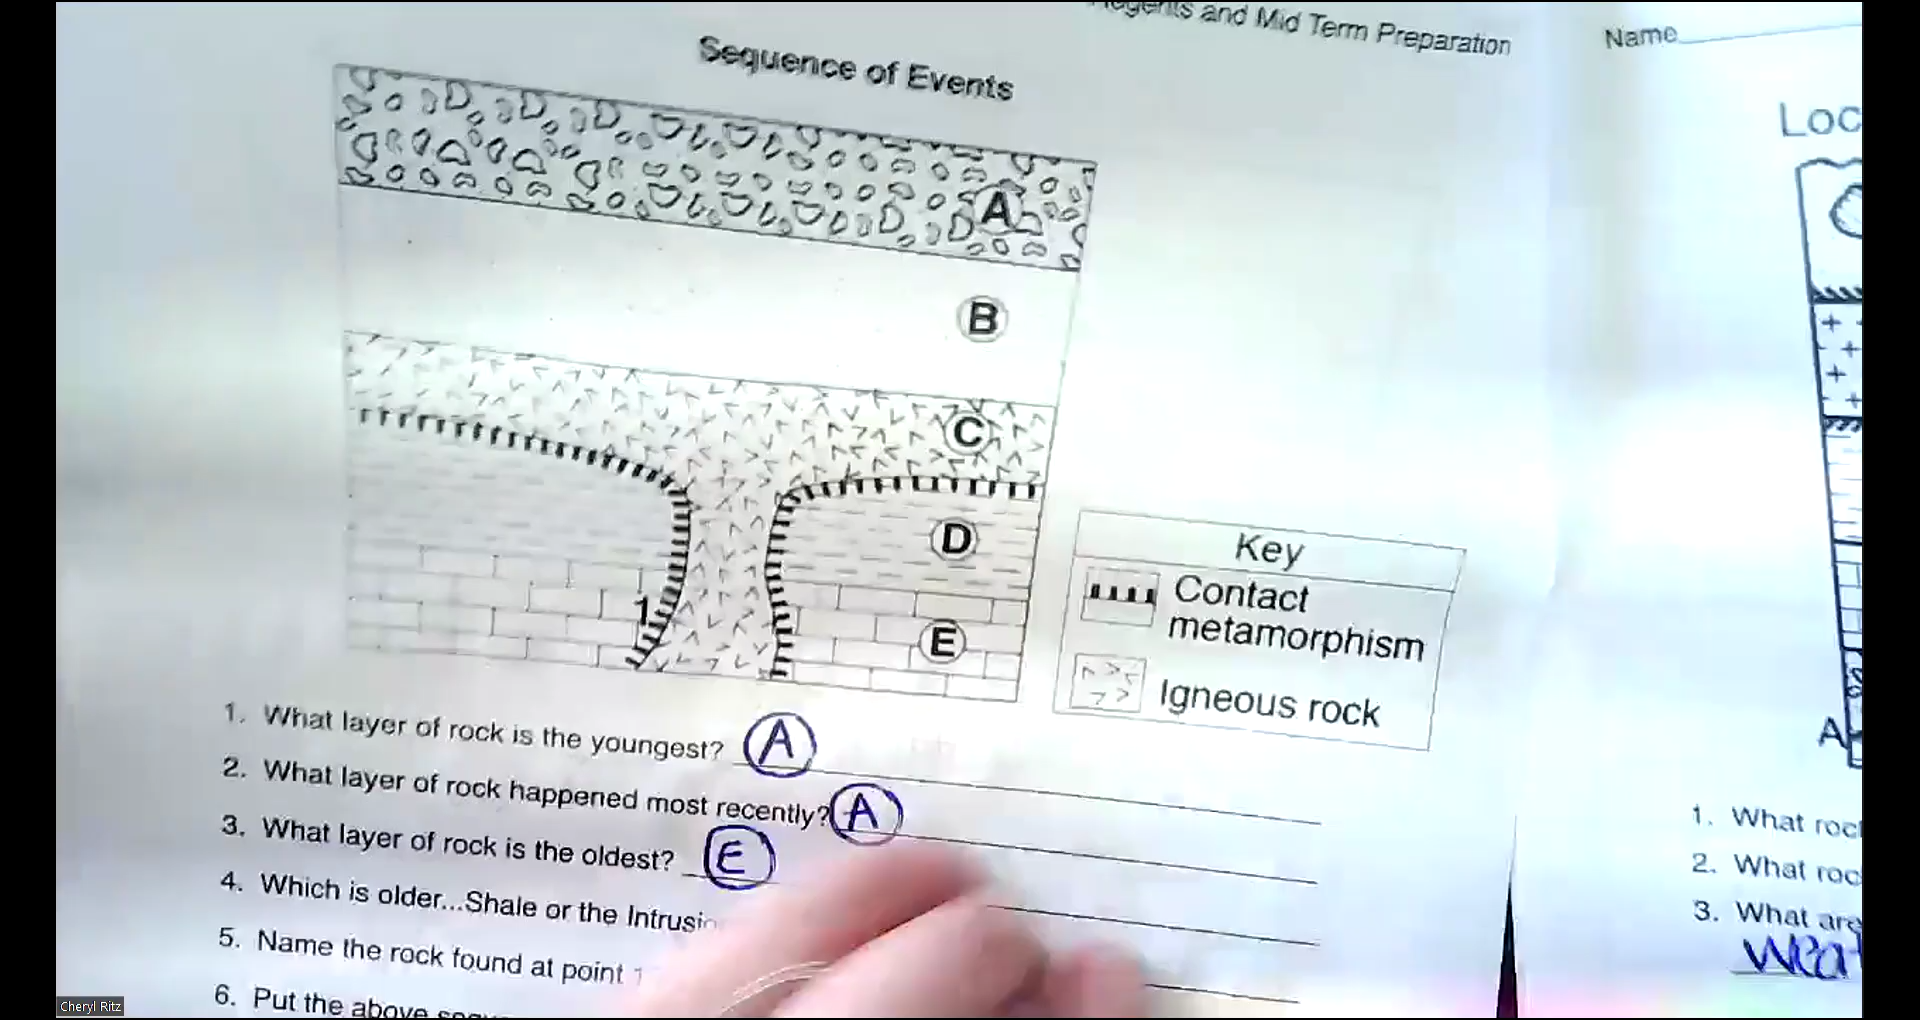 and Mid Term Preparation
Name
Sequence of Events
A
B
C
D
E
1
Key
Contact
metamorphism
Igneous rock
1. What layer of rock is the youngest? A
2. What layer of rock happened most recently? A
3. What layer of rock is the oldest? E
4. Which is older...Shale or the
5. Name the rock found at point 1
6. Put the above
Loc
A
1. What
2. What
3. What
Cheryl Ritz